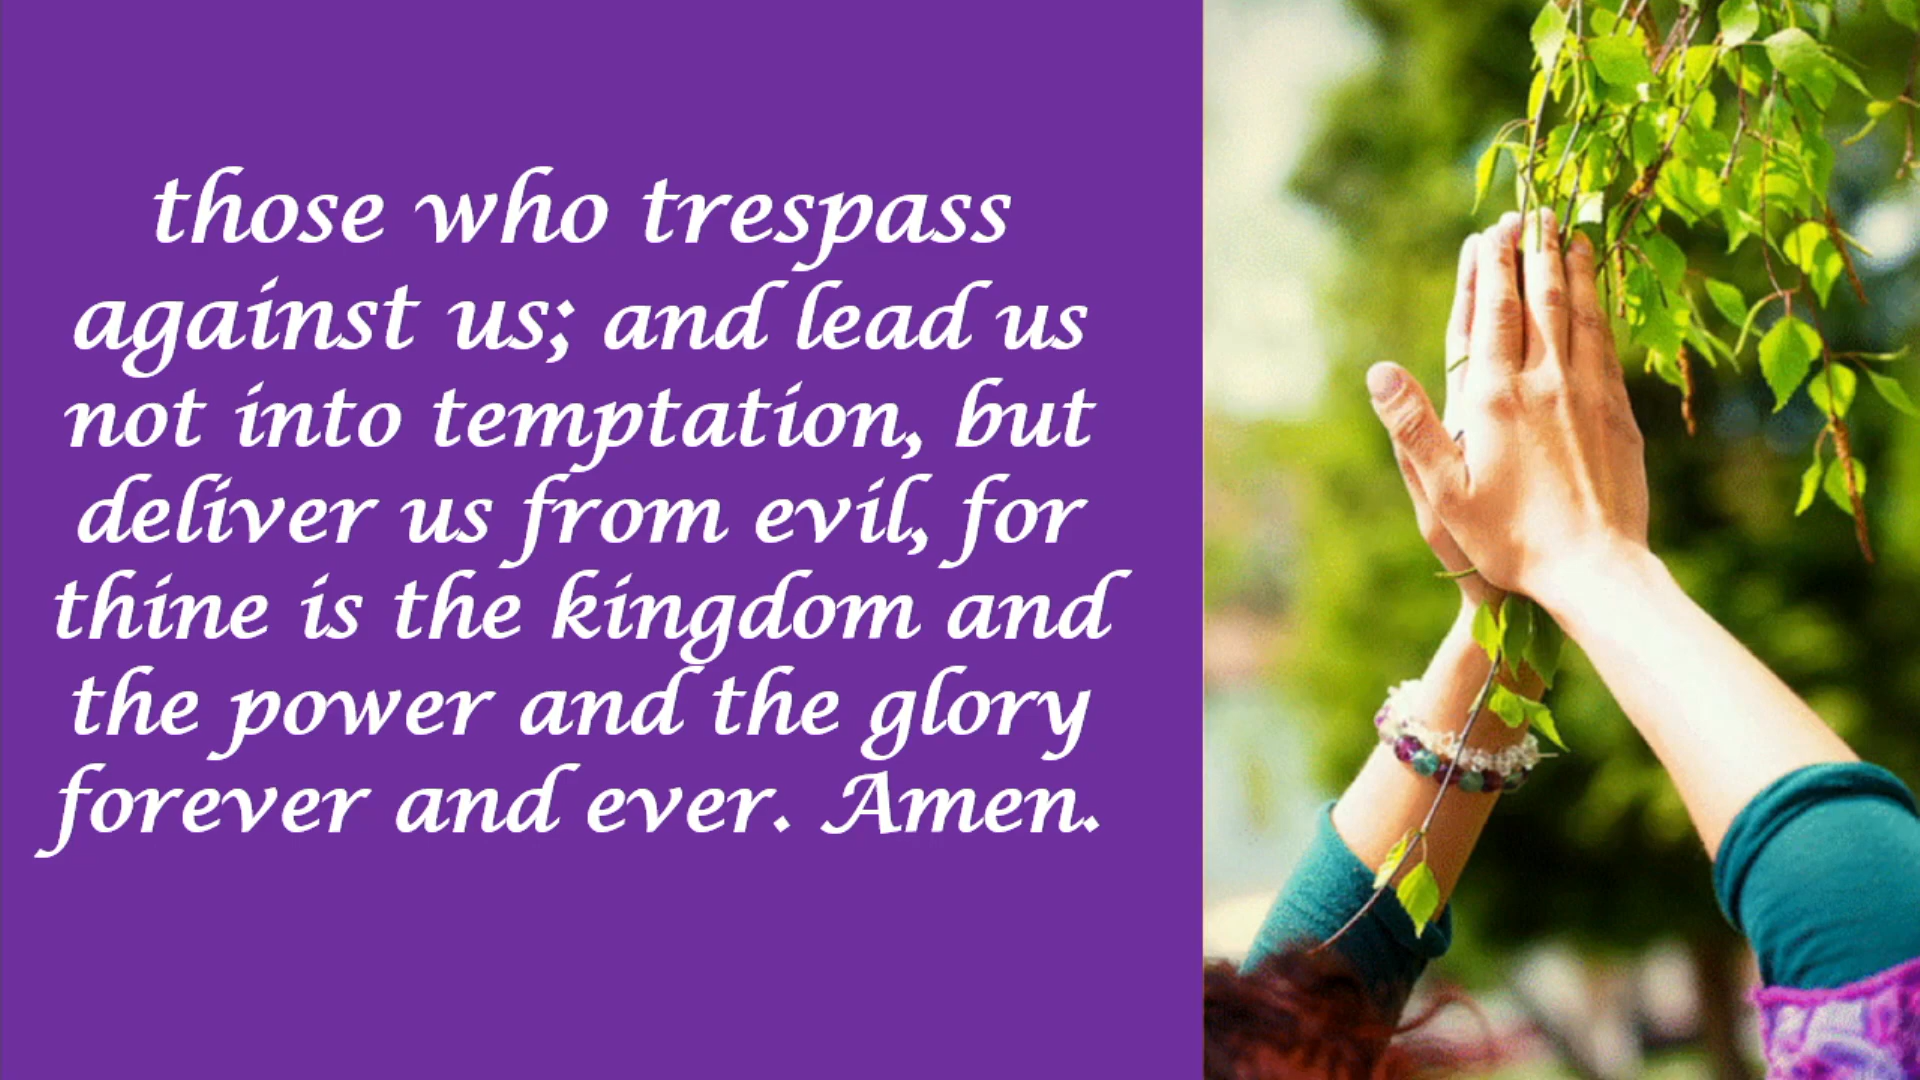 those who trespass
against us; and lead us
not into temptation, but
deliver us from evil, for
thine is the kingdom and
the power and the glory
forever and ever. Amen.